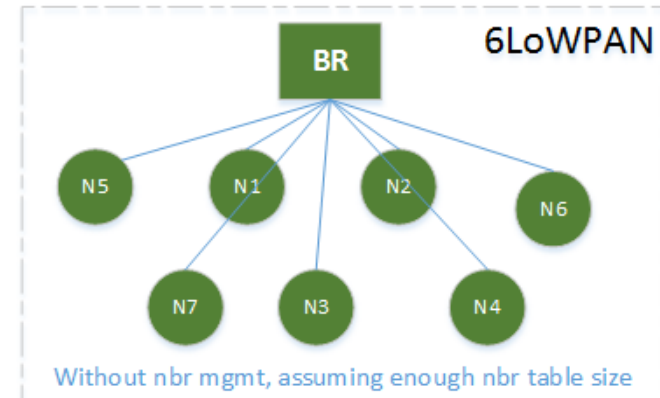 6LoWPAN
BR
N5
N1
N2
N6
N7
N3
N4
Without nbr mgmt, assuming enough nbr table size